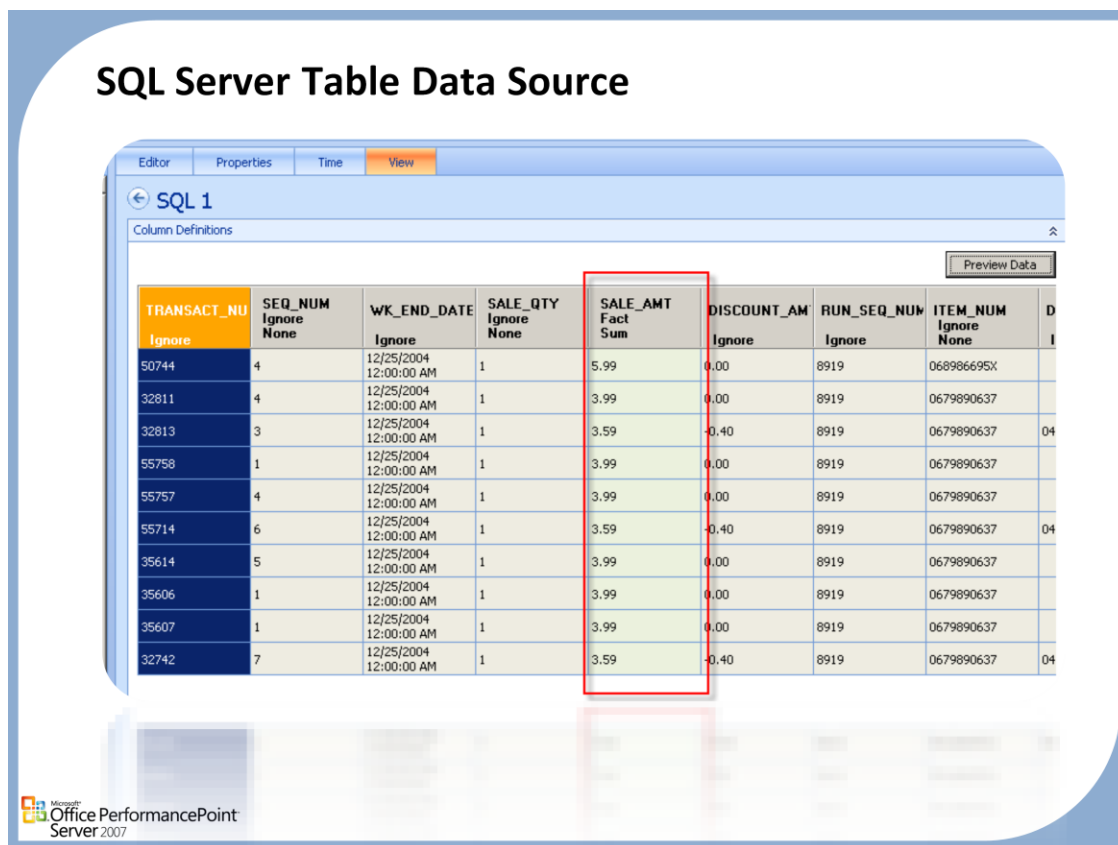 SQL Server Table Data Source
Editor Properties Time View
SQL 1
Column Definitions
Preview Data
TRANSACT_NU SEQ_NUM WK_END_DATE SALE_QTY SALE_AMT DISCOUNT_AM RUN_SEQ_NUM ITEM_NUM D
Ignore Ignore Fact Ignore
Ignore None Ignore None Sum Ignore Ignore None I
50744 4 12/25/2004 12:00:00 AM 1 5.99 0.00 8919 068986695X
32811 4 12/25/2004 12:00:00 AM 1 3.99 0.00 8919 0679890637
32813 3 12/25/2004 12:00:00 AM 1 3.59 -0.40 8919 0679890637 04
55758 1 12/25/2004 12:00:00 AM 1 3.99 0.00 8919 0679890637
55757 4 12/25/2004 12:00:00 AM 1 3.99 0.00 8919 0679890637
55714 6 12/25/2004 12:00:00 AM 1 3.59 -0.40 8919 0679890637 04
35614 5 12/25/2004 12:00:00 AM 1 3.99 0.00 8919 0679890637
35606 1 12/25/2004 12:00:00 AM 1 3.99 0.00 8919 0679890637
35607 1 12/25/2004 12:00:00 AM 1 3.99 0.00 8919 0679890637
32742 7 12/25/2004 12:00:00 AM 1 3.59 -0.40 8919 0679890637 04
Microsoft
Office PerformancePoint
Server 2007